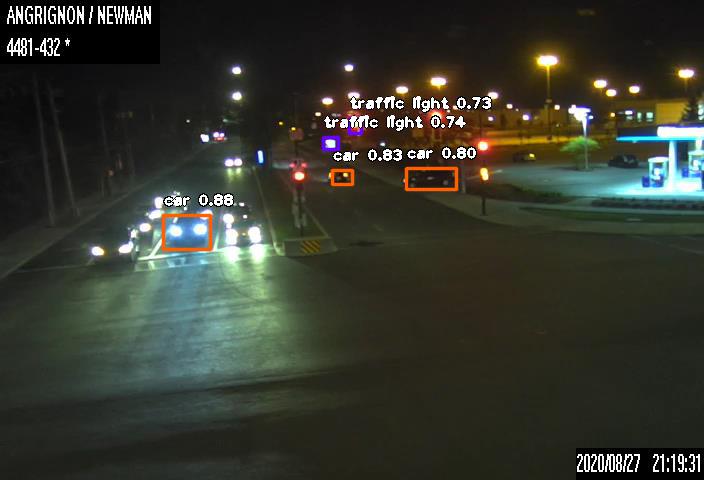 ANGRIGNON / NEWMAN
4481-432 *
traffic light 0.73
traffic light 0.74
car 0.83
car 0.80
car 0.88
2020/08/27 21:19:31